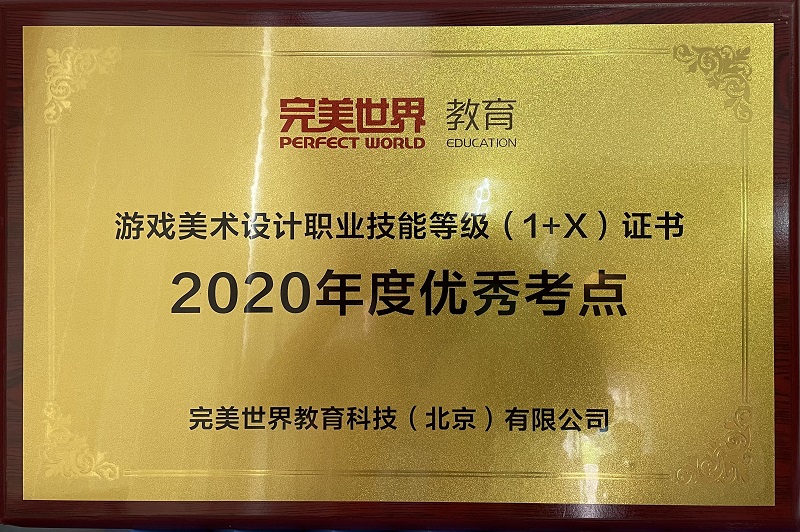 完美世界 教育
PERFECT WORLD EDUCATION
游戏美术设计职业技能等级（1+X）证书
2020年度优秀考点
完美世界教育科技（北京）有限公司